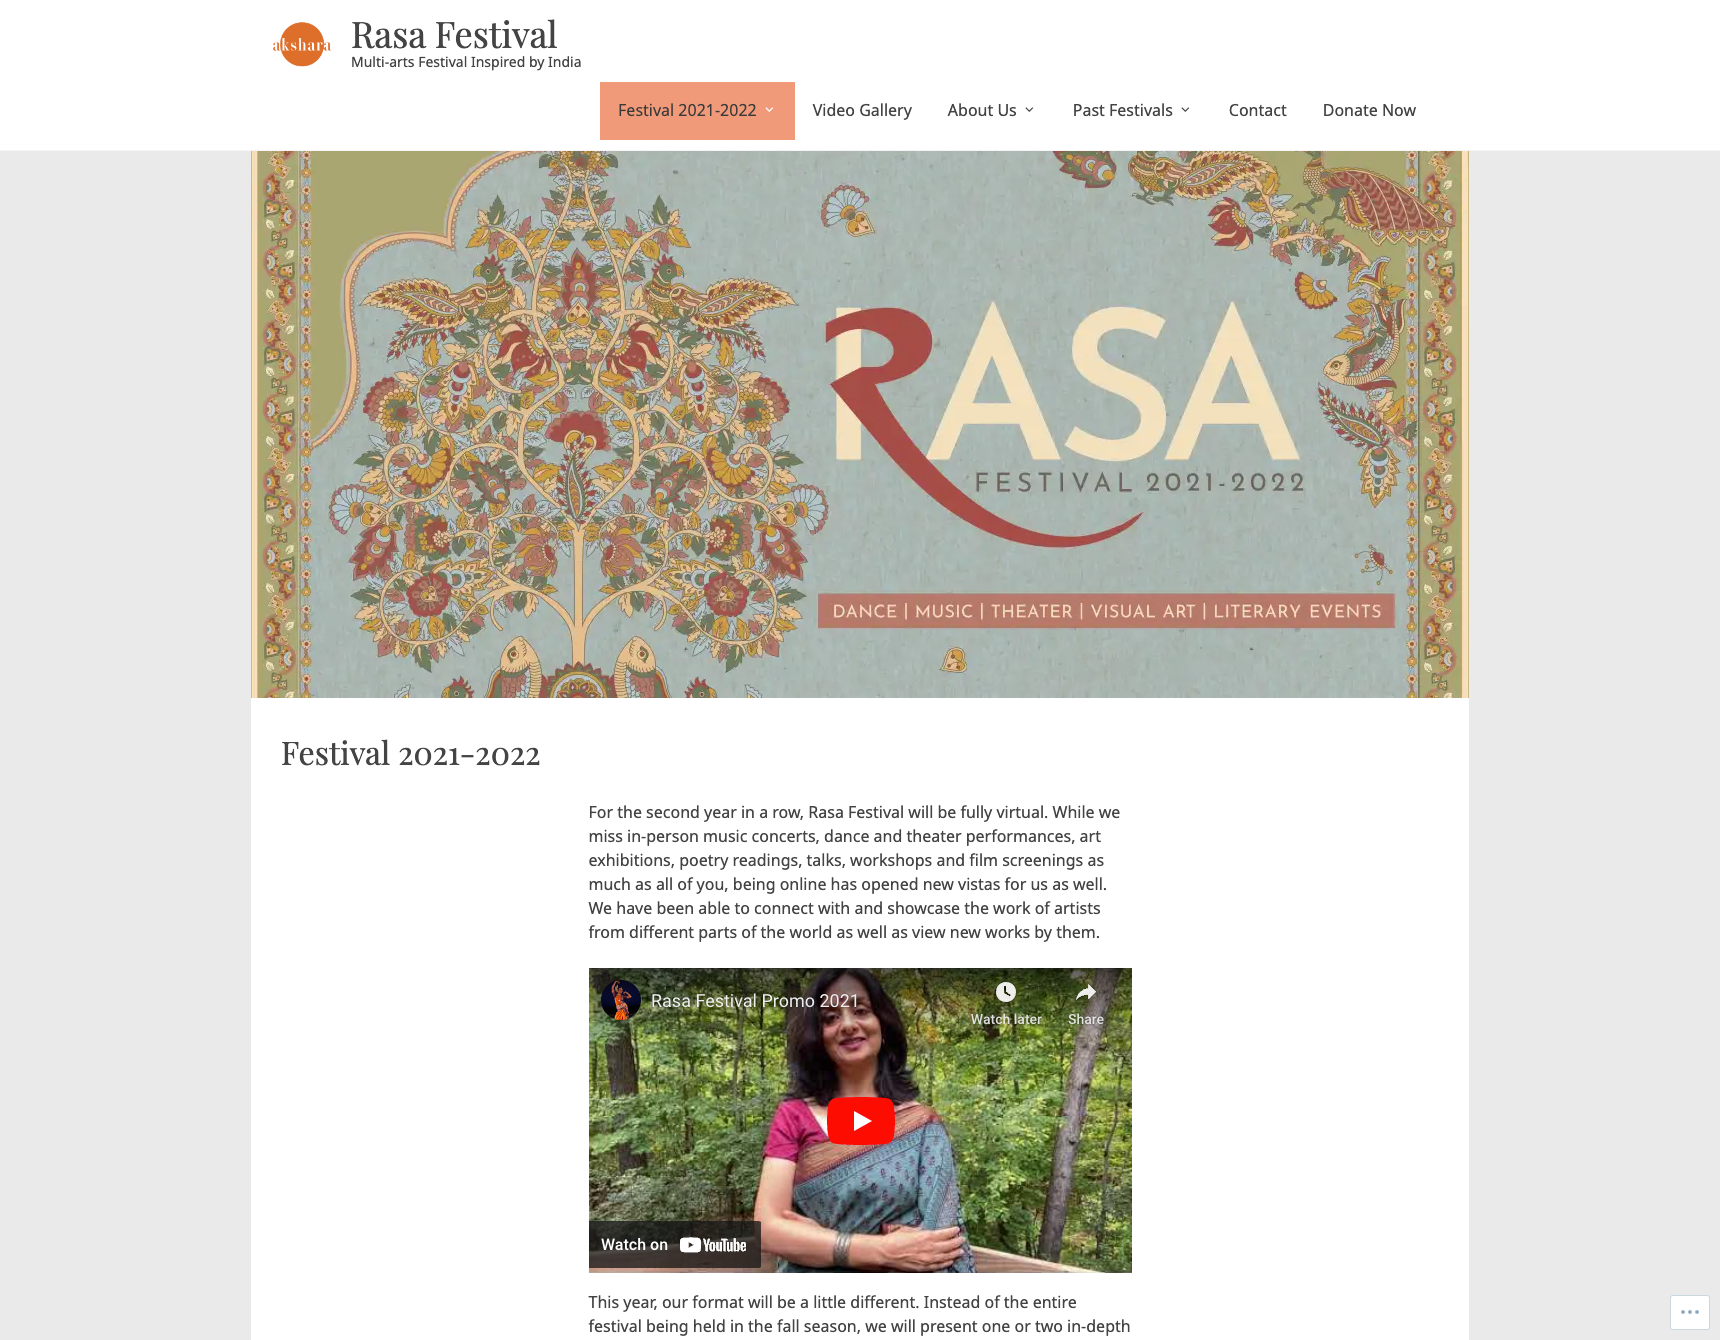 akshara
Rasa Festival
Multi-arts Festival Inspired by India
Festival 2021-2022
Video Gallery
About Us
Past Festivals
Contact
Donate Now
RASA
FESTIVAL 2021-2022
DANCE | MUSIC | THEATER | VISUAL ART | LITERARY EVENTS
Festival 2021-2022
For the second year in a row, Rasa Festival will be fully virtual. While we
miss in-person music concerts, dance and theater performances, art
exhibitions, poetry readings, talks, workshops and film screenings as
much as all of you, being online has opened new vistas for us as well.
We have been able to connect with and showcase the work of artists
from different parts of the world as well as view new works by them.
Rasa Festival Promo 2021
Watch later
Share
Watch on YouTube
This year, our format will be a little different. Instead of the entire
festival being held in the fall season, we will present one or two in-depth